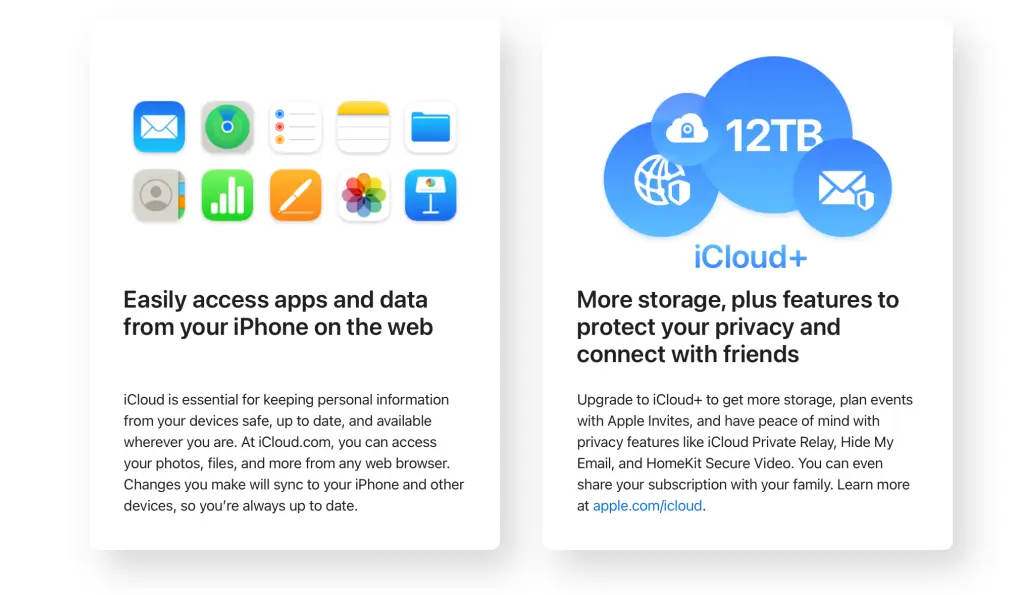 Easily access apps and data
from your iPhone on the web
iCloud is essential for keeping personal information
from your devices safe, up to date, and available
wherever you are. At iCloud.com, you can access
your photos, files, and more from any web browser.
Changes you make will sync to your iPhone and other
devices, so you’re always up to date.
12TB
iCloud+
More storage, plus features to
protect your privacy and
connect with friends
Upgrade to iCloud+ to get more storage, plan events
with Apple Invites, and have peace of mind with
privacy features like iCloud Private Relay, Hide My
Email, and HomeKit Secure Video. You can even
share your subscription with your family. Learn more
at apple.com/icloud.